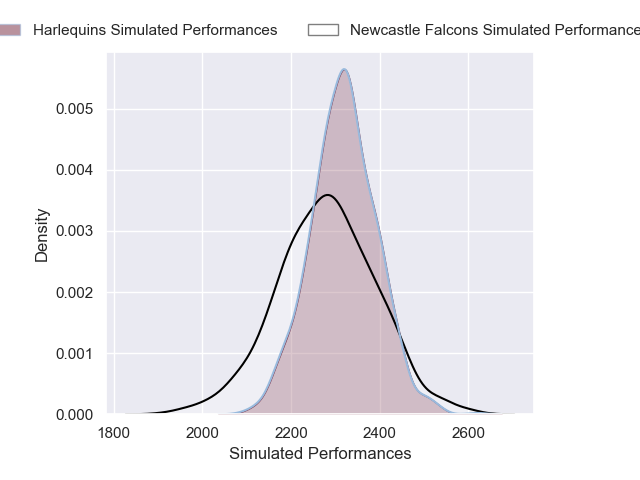 Harlequins Simulated Performances
Newcastle Falcons Simulated Performance
0.005
0.004
0.003
0.002
0.001
0.000
Density
1800 2000 2200 2400 2600
Simulated Performances